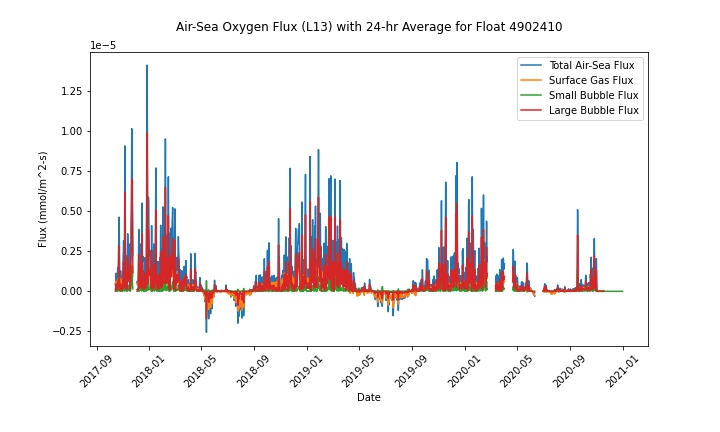 Air-Sea Oxygen Flux (L13) with 24-hr Average for Float 4902410
1e−5
Total Air-Sea Flux
Surface Gas Flux
Small Bubble Flux
Large Bubble Flux
1.25
1.00
0.75
0.50
0.25
0.00
−0.25
Flux (mmol/m^2-s)
2017-09
2018-01
2018-05
2018-09
2019-01
2019-05
2019-09
2020-01
2020-05
2020-09
2021-01
Date